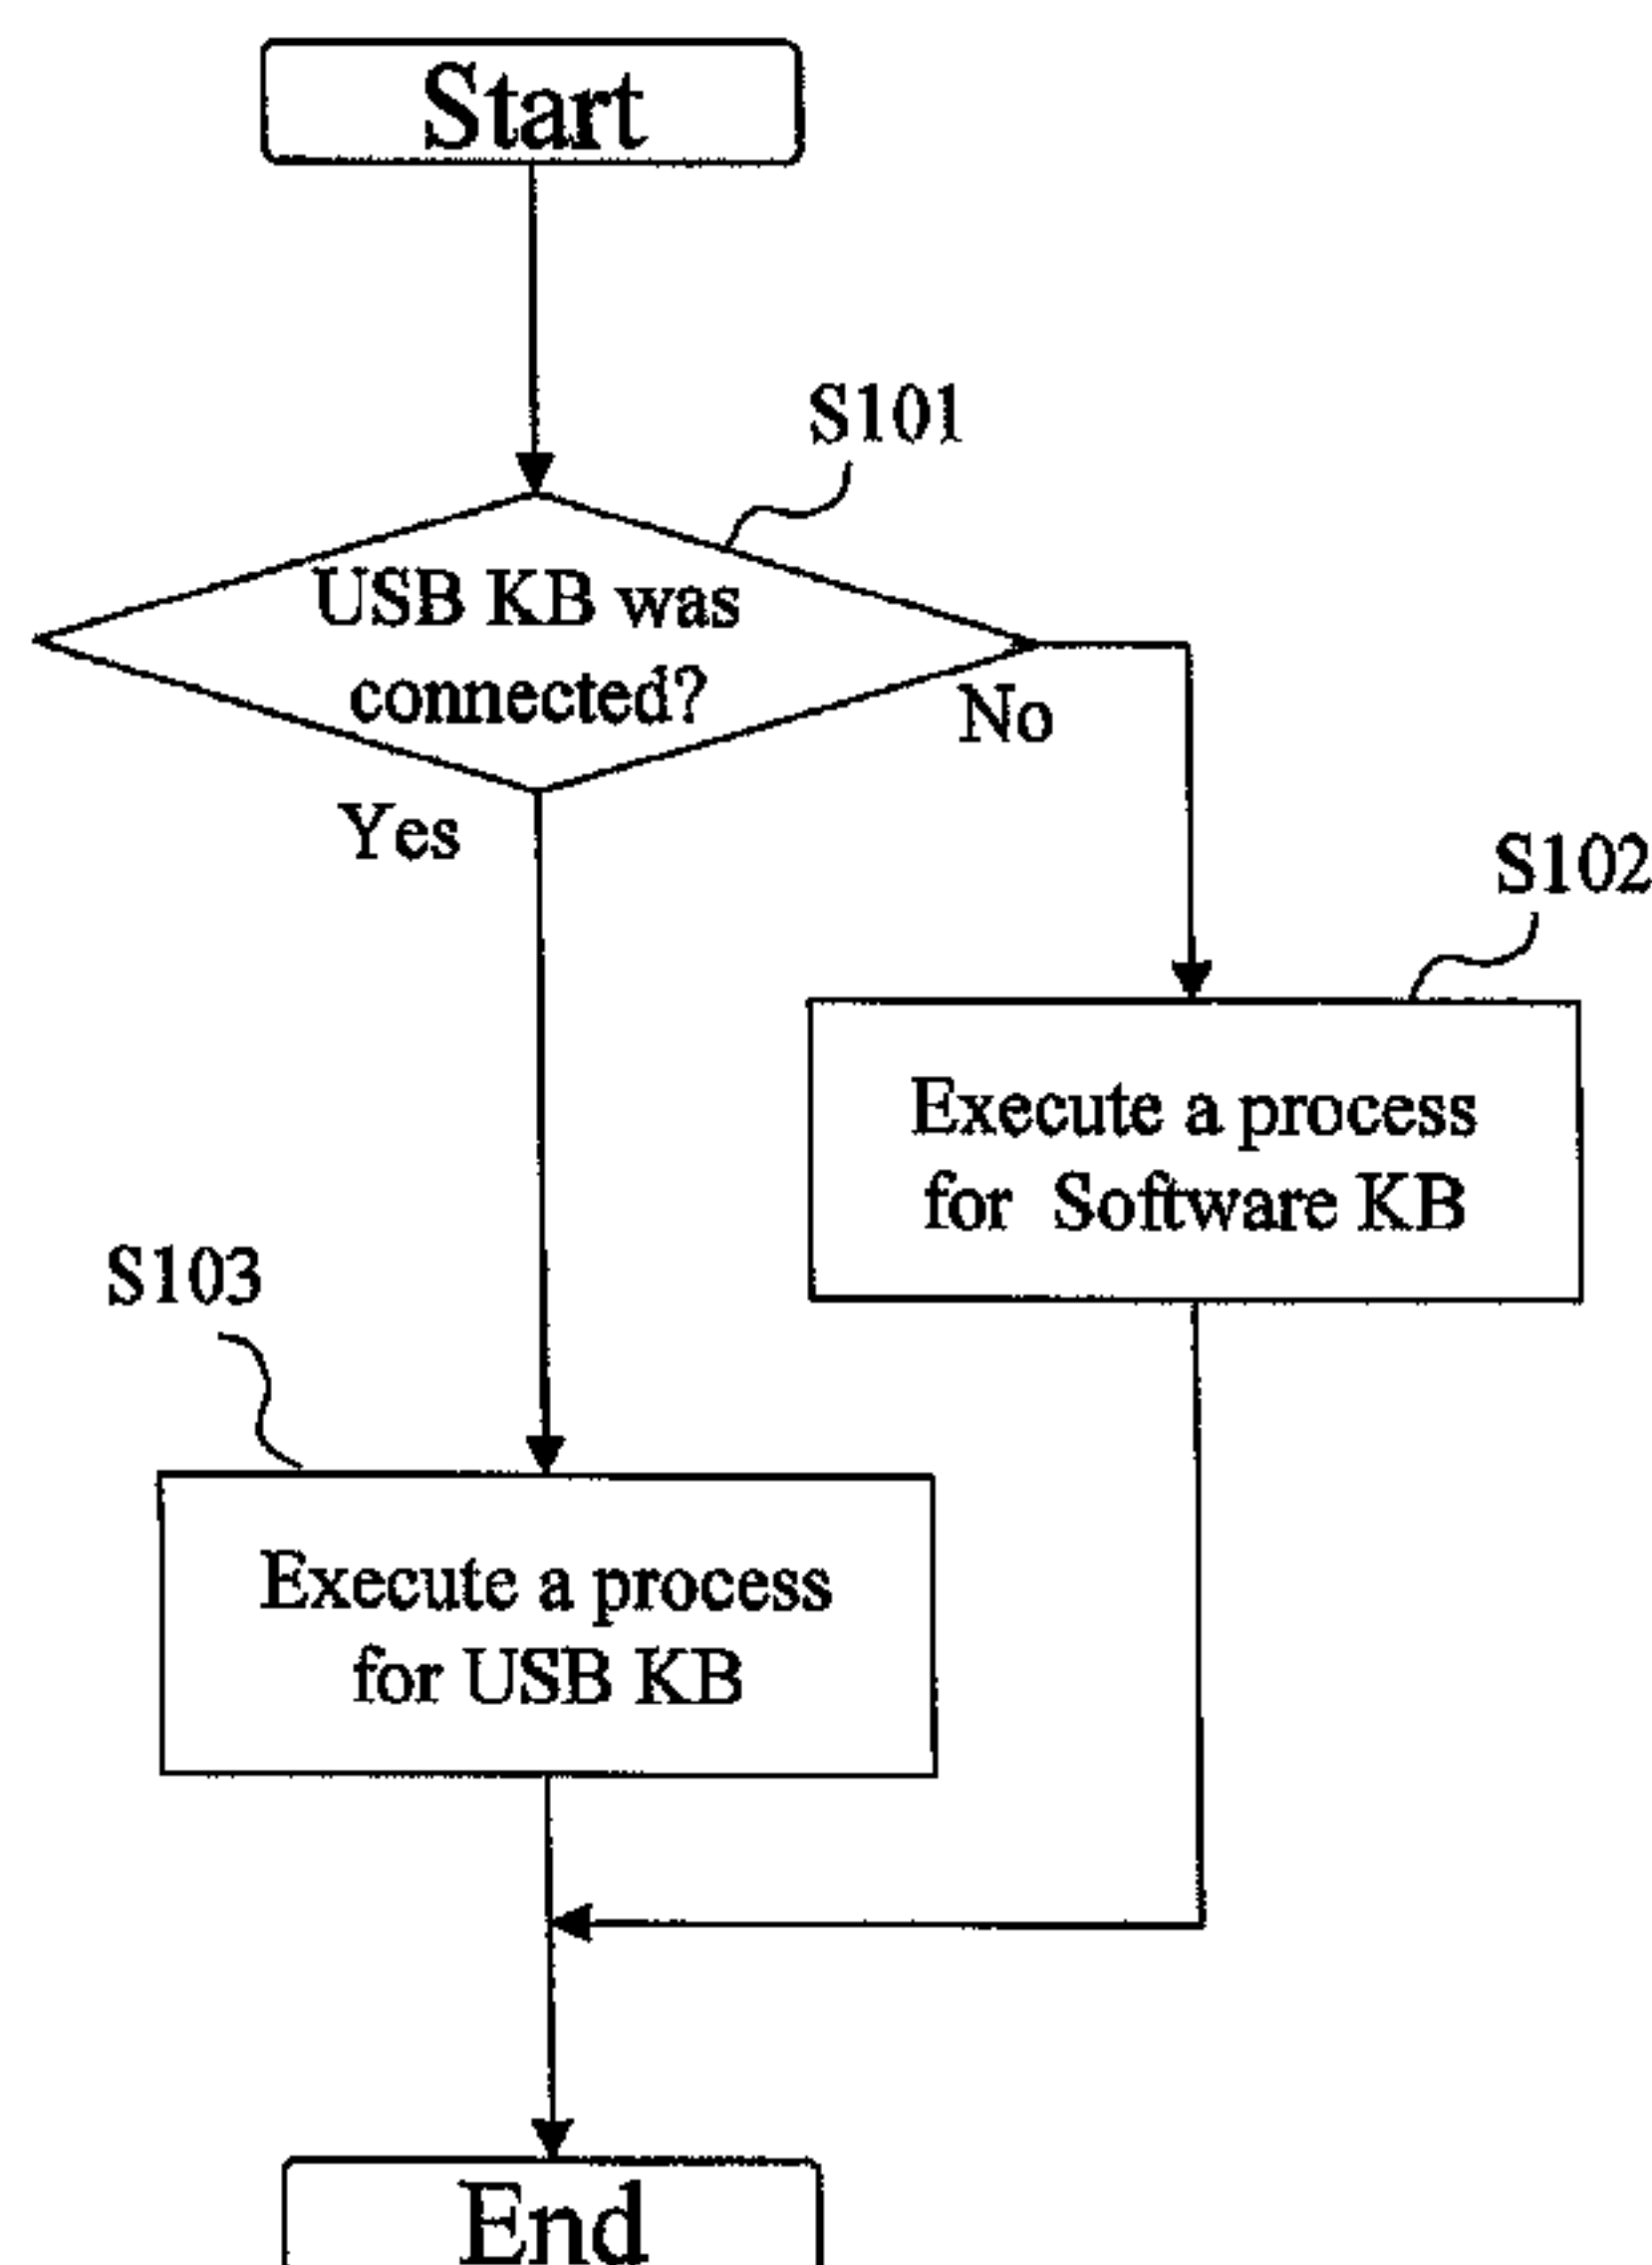 Start
S101
USB KB was
connected?
No
Yes
S102
Execute a process
for Software KB
S103
Execute a process
for USB KB
End